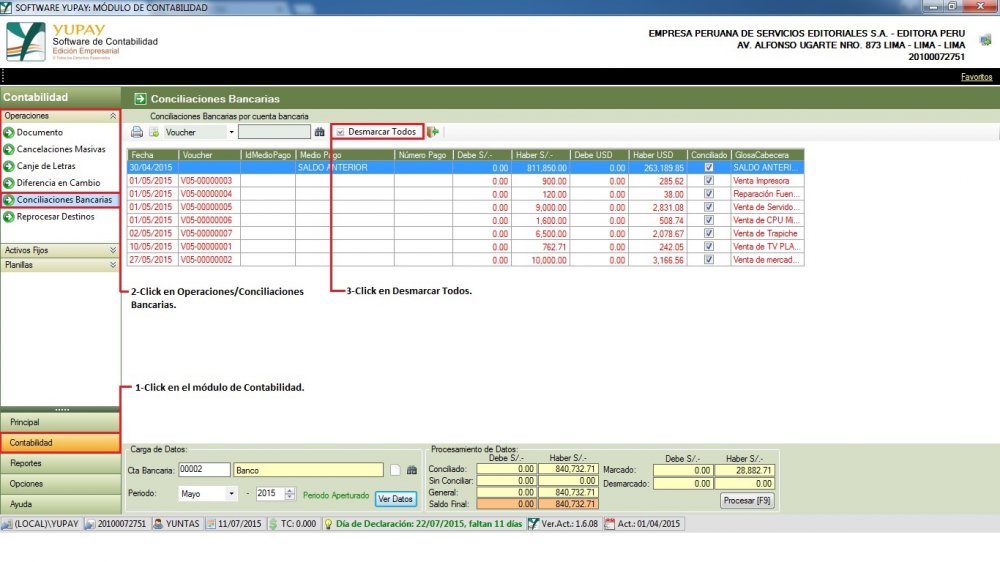 SOFTWARE YUPAY: MÓDULO DE CONTABILIDAD
YUPAY
Software de Contabilidad
Edición Empresarial
© Todos los Derechos Reservados
EMPRESA PERUANA DE SERVICIOS EDITORIALES S.A. - EDITORA PERU
AV. ALFONSO UGARTE NRO. 873 LIMA - LIMA - LIMA
20100072751
Favoritos
Contabilidad
Operaciones
Documento
Cancelaciones Masivas
Canje de Letras
Diferencia en Cambio
Conciliaciones Bancarias
Reprocesar Destinos
Activos Fijos
Planillas
Conciliaciones Bancarias
Conciliaciones Bancarias por cuenta bancaria
Voucher Desmarcar Todos
Fecha Voucher IdMedioPago Medio Pago Número Pago Debe S/.- Haber S/.- Debe USD Haber USD Conciliado GlosaCabecera
30/04/2015 SALDO ANTERIOR 0.00 811,850.00 0.00 263,189.85 SALDO ANTERI...
01/05/2015 V05-00000003 0.00 900.00 0.00 285.62 Venta Impresora
01/05/2015 V05-00000004 0.00 120.00 0.00 38.00 Reparación Fuen...
01/05/2015 V05-00000005 0.00 9,000.00 0.00 2,831.08 Venta de Servido...
01/05/2015 V05-00000006 0.00 1,600.00 0.00 508.74 Venta de CPU Mi...
02/05/2015 V05-00000007 0.00 6,500.00 0.00 2,078.67 Venta de Trapiche
10/05/2015 V05-00000001 0.00 762.71 0.00 242.05 Venta de TV PLA...
27/05/2015 V05-00000002 0.00 10,000.00 0.00 3,166.56 Venta de mercad...
2-Click en Operaciones/Conciliaciones
Bancarias.
3-Click en Desmarcar Todos.
1-Click en el módulo de Contabilidad.
Principal
Contabilidad
Reportes
Opciones
Ayuda
Carga de Datos:
Cta Bancaria: 00002 Banco
Periodo: Mayo - 2015 Periodo Aperturado Ver Datos
Procesamiento de Datos:
Debe S/.- Haber S/.-
Conciliado: 0.00 840,732.71
Sin Conciliar: 0.00 0.00
General: 0.00 840,732.71
Saldo Final: 0.00 840,732.71
Debe S/.- Haber S/.-
Marcado: 0.00 28,882.71
Desmarcado: 0.00 0.00
Procesar [F9]
(LOCAL)\YUPAY 20100072751 YUNTAS 11/07/2015 TC: 0.000 Día de Declaración: 22/07/2015, faltan 11 días Ver.Act.: 1.6.08 Act.: 01/04/2015